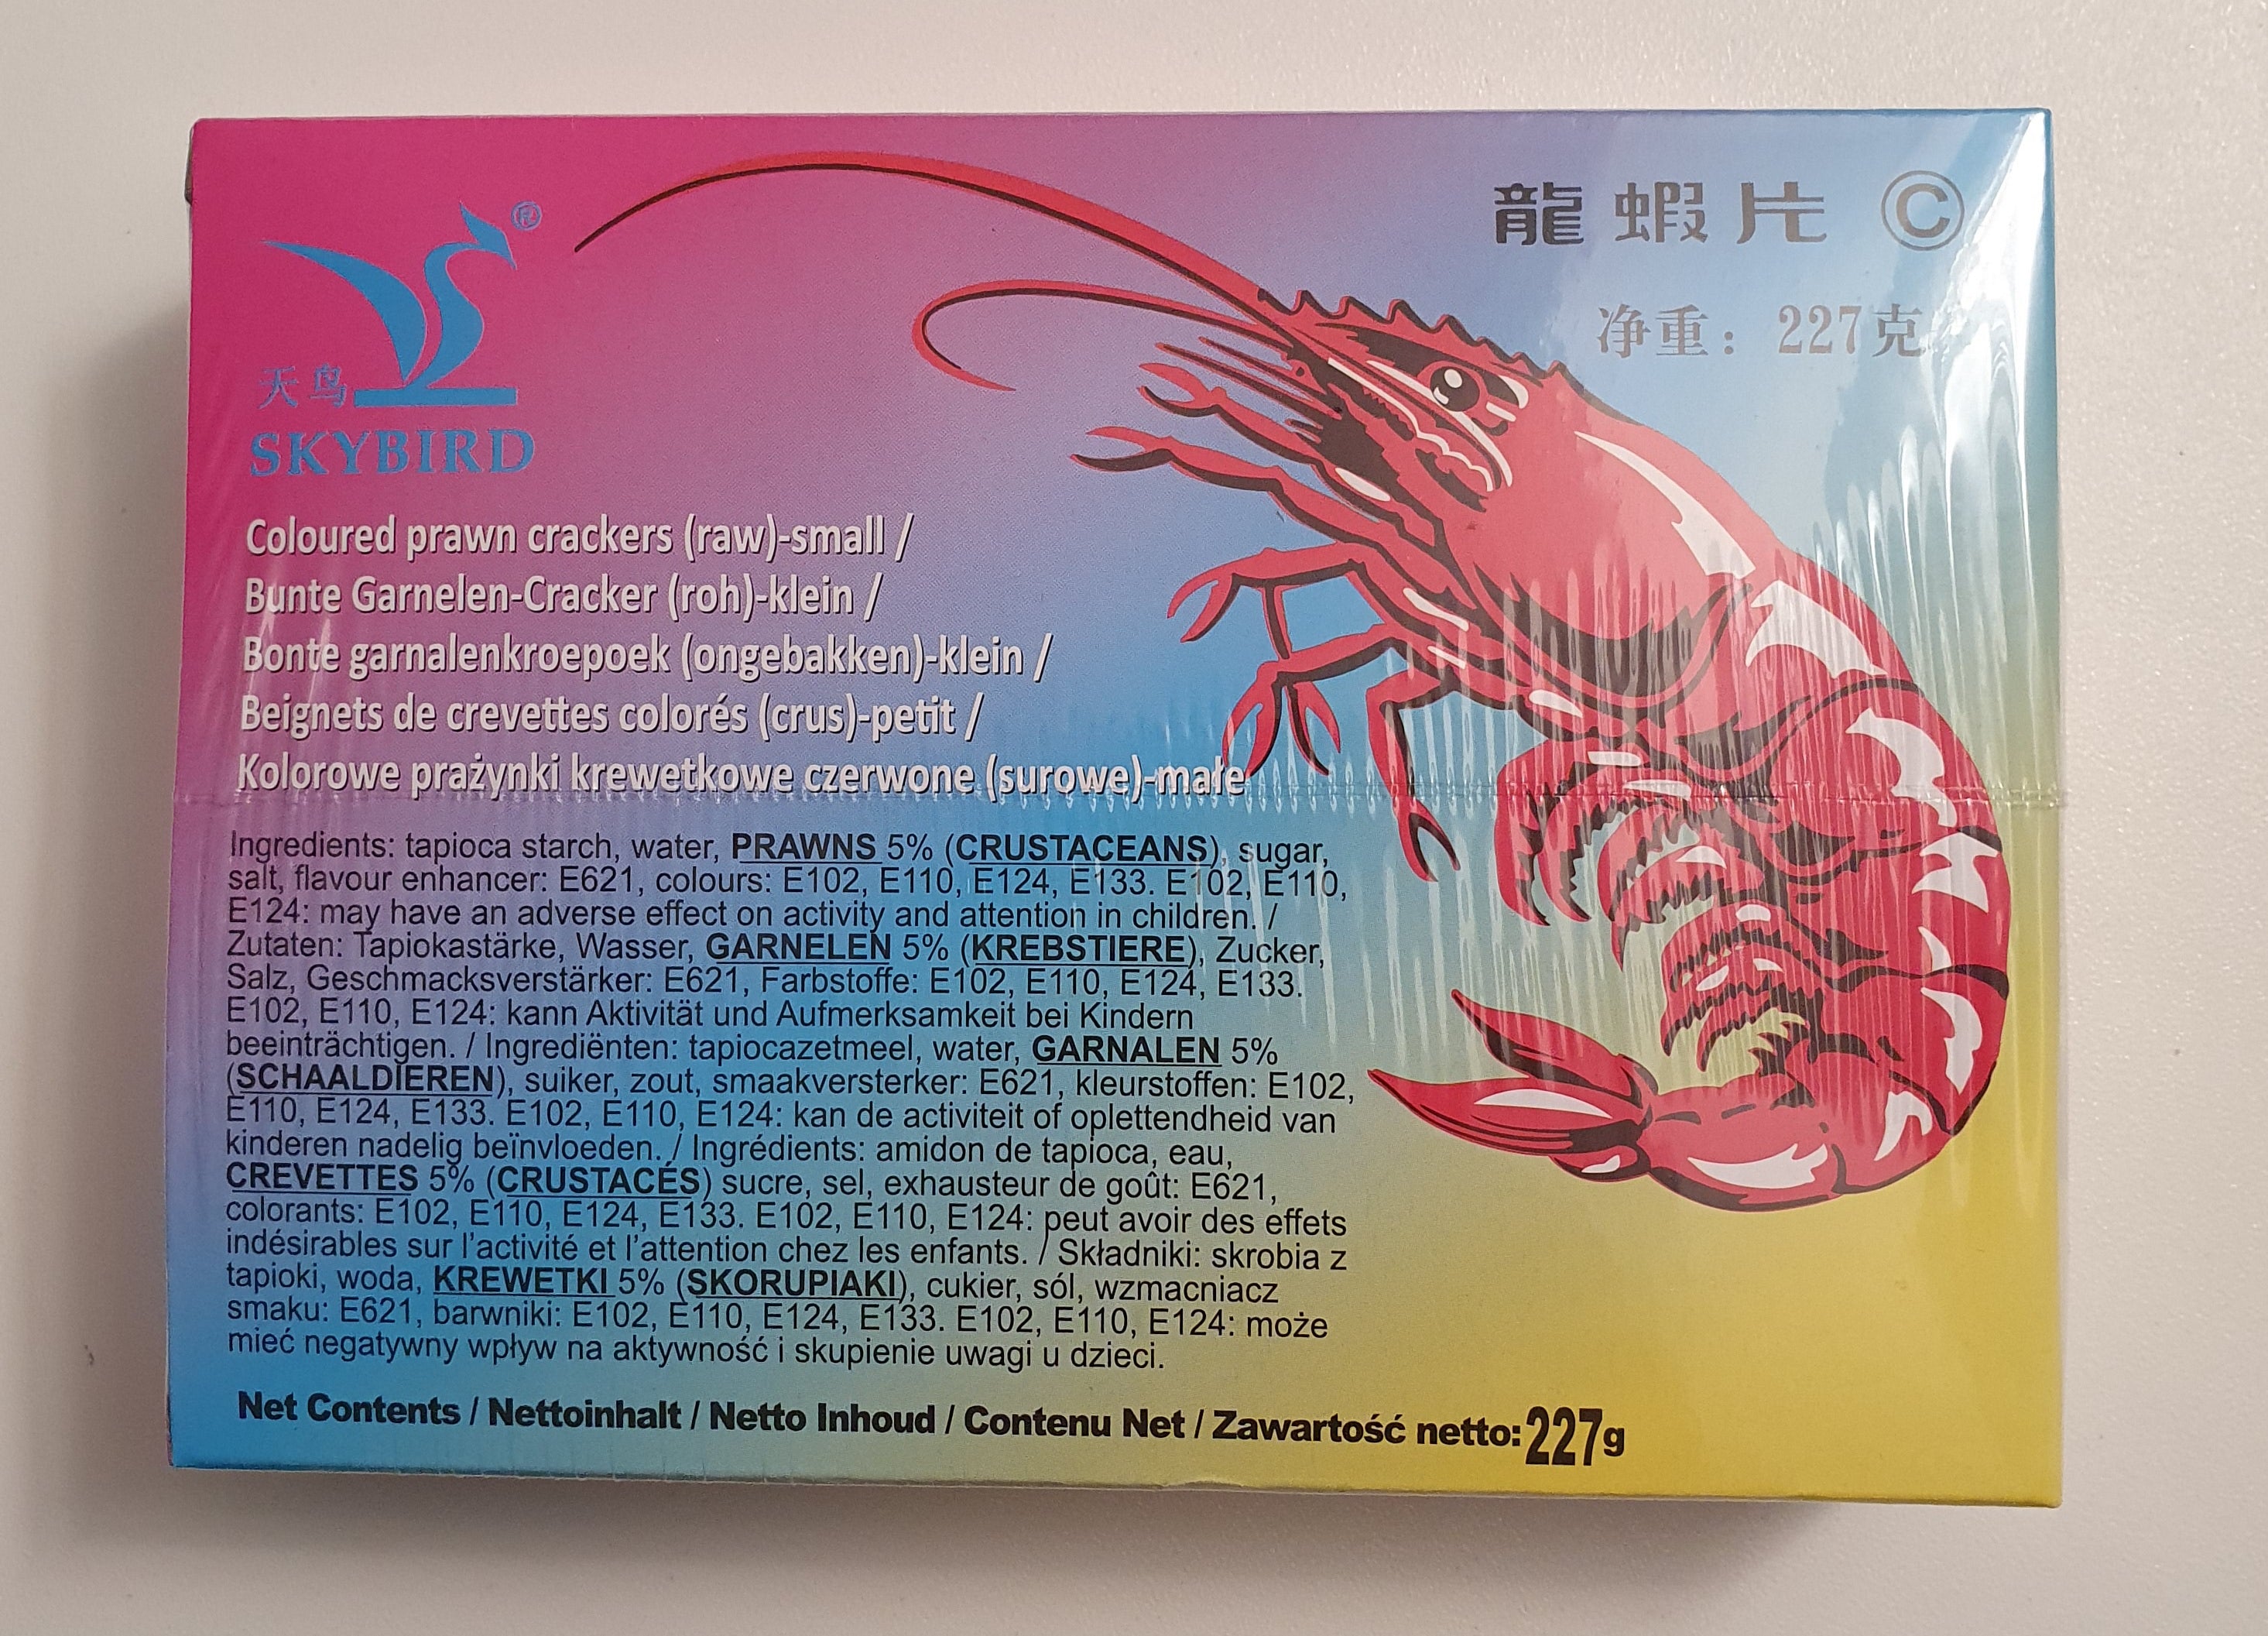 龍蝦片 ©
净重：227克
®
天鸟
SKYBIRD
Coloured prawn crackers (raw)-small /
Bunte Garnelen-Cracker (roh)-klein /
Bonte garnalenkroepoek (ongebakken)-klein /
Beignets de crevettes colorés (crus)-petit /
Kolorowe prażynki krewetkowe czerwone (surowe)-małe
Ingredients: tapioca starch, water, PRAWNS 5% (CRUSTACEANS), sugar,
salt, flavour enhancer: E621, colours: E102, E110, E124, E133. E102, E110,
E124: may have an adverse effect on activity and attention in children. /
Zutaten: Tapiokastärke, Wasser, GARNELEN 5% (KREBSTIERE), Zucker,
Salz, Geschmacksverstärker: E621, Farbstoffe: E102, E110, E124, E133.
E102, E110, E124: kann Aktivität und Aufmerksamkeit bei Kindern
beeinträchtigen. / Ingrediënten: tapiocazetmeel, water, GARNALEN 5%
(SCHAALDIEREN), suiker, zout, smaakversterker: E621, kleurstoffen: E102,
E110, E124, E133. E102, E110, E124: kan de activiteit of oplettendheid van
kinderen nadelig beïnvloeden. / Ingrédients: amidon de tapioca, eau,
CREVETTES 5% (CRUSTACÉS) sucre, sel, exhausteur de goût: E621,
colorants: E102, E110, E124, E133. E102, E110, E124: peut avoir des effets
indésirables sur l'activité et l'attention chez les enfants. / Składniki: skrobia z
tapioki, woda, KREWETKI 5% (SKORUPIAKI), cukier, sól, wzmacniacz
smaku: E621, barwniki: E102, E110, E124, E133. E102, E110, E124: może
mieć negatywny wpływ na aktywność i skupienie uwagi u dzieci.
Net Contents / Nettoinhalt / Netto Inhoud / Contenu Net / Zawartość netto: 227g